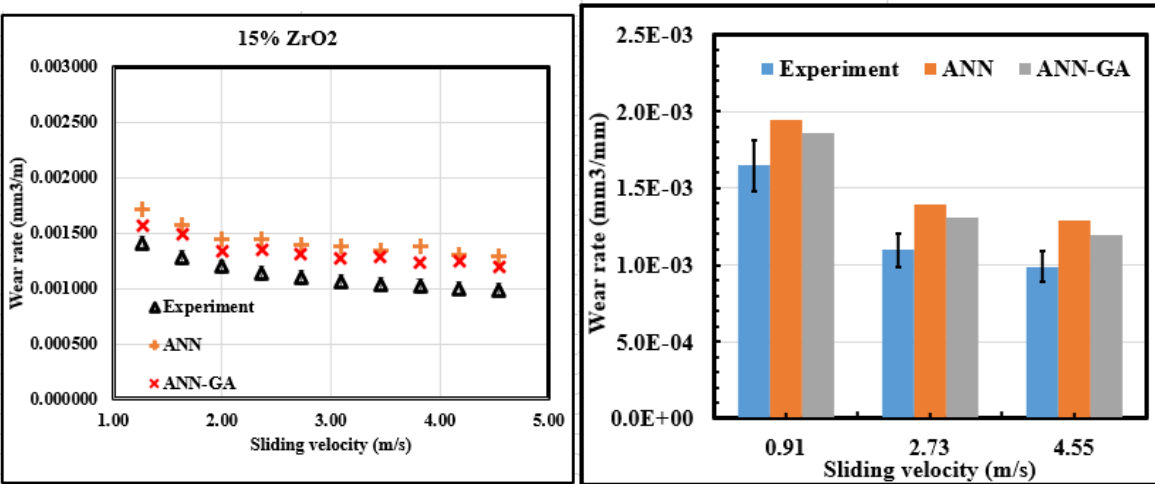 15% ZrO2
0.003000
0.002500
0.002000
0.001500
0.001000
0.000500
0.000000
Wear rate (mm3/m)
Experiment
ANN
ANN-GA
1.00 2.00 3.00 4.00 5.00
Sliding velocity (m/s)
2.5E-03
2.0E-03
1.5E-03
1.0E-03
5.0E-04
0.0E+00
Wear rate (mm3/mm)
Experiment ANN ANN-GA
0.91 2.73 4.55
Sliding velocity (m/s)